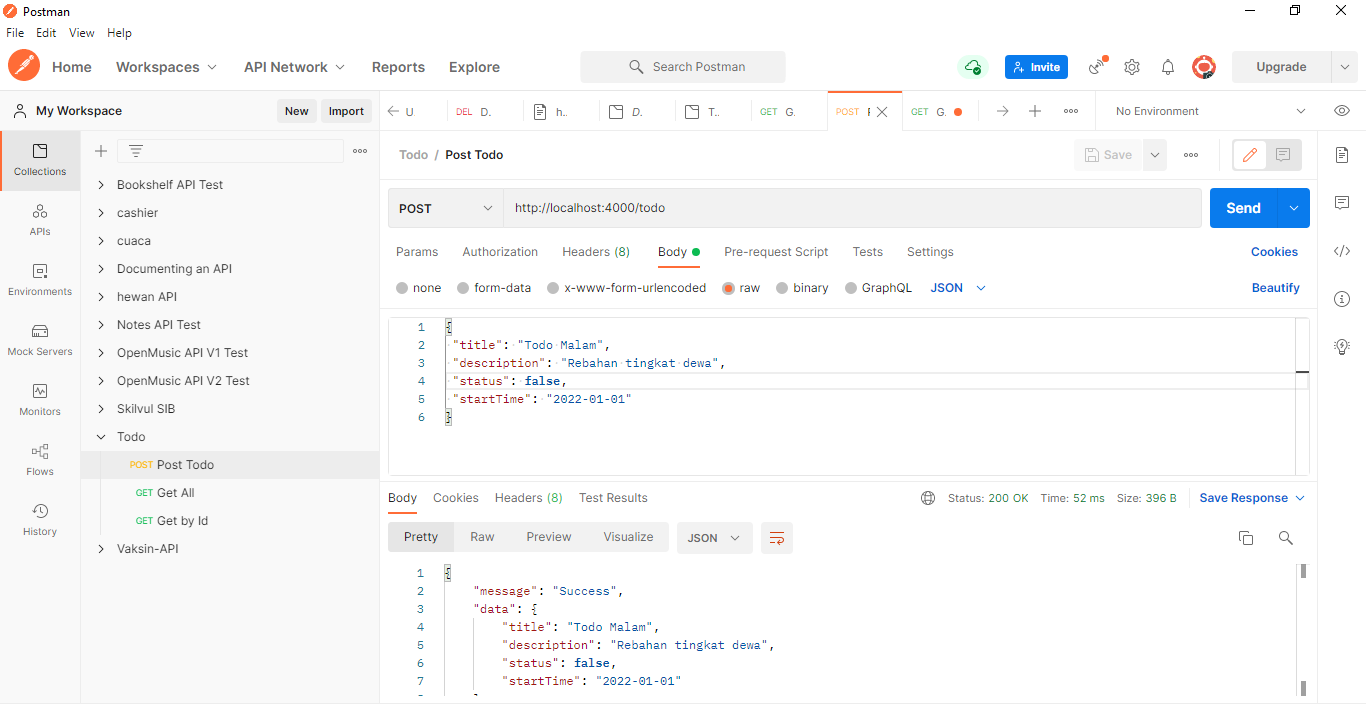 Postman
File Edit View Help
Home Workspaces API Network Reports Explore Search Postman Invite Upgrade
My Workspace New Import U DEL D. h.. D. T.. GET G. POST GET G. No Environment
Collections
APIs
Environments
Mock Servers
Monitors
Flows
History
Bookshelf API Test
cashier
cuaca
Documenting an API
hewan API
Notes API Test
OpenMusic API V1 Test
OpenMusic API V2 Test
Skilvul SIB
Todo
POST Post Todo
GET Get All
GET Get by Id
Vaksin-API
Todo / Post Todo Save
POST http://localhost:4000/todo Send
Params Authorization Headers (8) Body Pre-request Script Tests Settings Cookies
none form-data x-www-form-urlencoded raw binary GraphQL JSON Beautify
1 {
2 "title": "Todo Malam",
3 "description": "Rebahan tingkat dewa",
4 "status": false,
5 "startTime": "2022-01-01"
6 }
Body Cookies Headers (8) Test Results Status: 200 OK Time: 52 ms Size: 396 B Save Response
Pretty Raw Preview Visualize JSON
1 {
2 "message": "Success",
3 "data": {
4 "title": "Todo Malam",
5 "description": "Rebahan tingkat dewa",
6 "status": false,
7 "startTime": "2022-01-01"